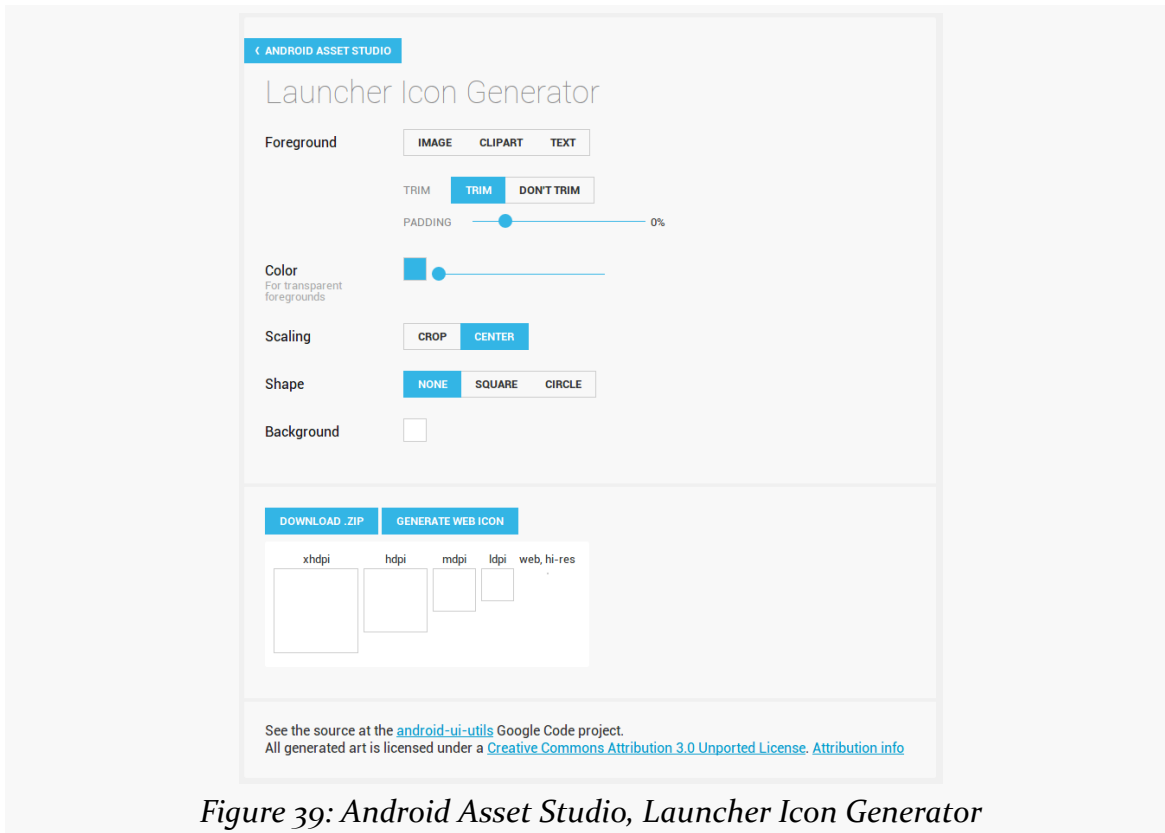 ‹ ANDROID ASSET STUDIO
Launcher Icon Generator
Foreground IMAGE CLIPART TEXT
TRIM TRIM DON'T TRIM
PADDING 0%
Color
For transparent
foregrounds
Scaling CROP CENTER
Shape NONE SQUARE CIRCLE
Background
DOWNLOAD .ZIP GENERATE WEB ICON
xhdpi hdpi mdpi ldpi web, hi-res
See the source at the android-ui-utils Google Code project.
All generated art is licensed under a Creative Commons Attribution 3.0 Unported License. Attribution info
Figure 39: Android Asset Studio, Launcher Icon Generator